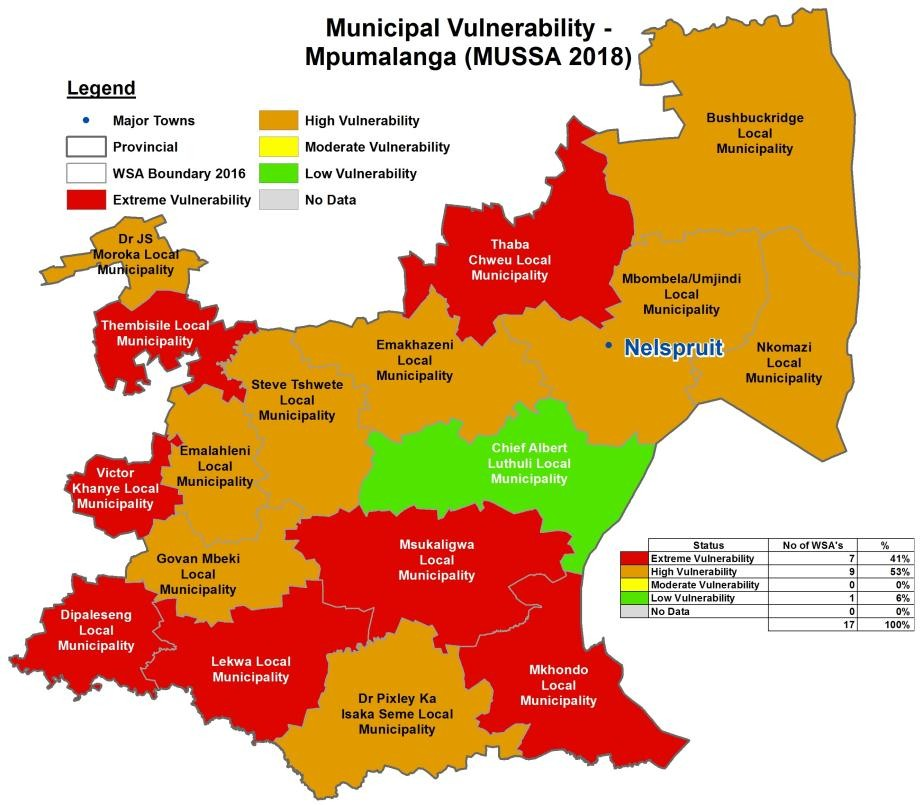 Municipal Vulnerability -
Mpumalanga (MUSSA 2018)
Legend
Major Towns
Provincial
WSA Boundary 2016
Extreme Vulnerability
High Vulnerability
Moderate Vulnerability
Low Vulnerability
No Data
Bushbuckridge
Local
Municipality
Dr JS
Moroka Local
Municipality
Thaba
Chweu Local
Municipality
Mbombela/Umjindi
Local
Municipality
Thembisile Local
Municipality
Emakhazeni
Local
Municipality
Nelspruit
Nkomazi
Local
Municipality
Steve Tshwete
Local
Municipality
Emalahleni
Local
Municipality
Chief Albert
Luthuli Local
Municipality
Victor
Khanye Local
Municipality
Govan Mbeki
Local
Municipality
Msukaligwa
Local
Municipality
Dipaleseng
Local
Municipality
Lekwa Local
Municipality
Mkhondo
Local
Municipality
Dr Pixley Ka
Isaka Seme Local
Municipality
Status No of WSA's %
Extreme Vulnerability 7 41%
High Vulnerability 9 53%
Moderate Vulnerability 0 0%
Low Vulnerability 1 6%
No Data 0 0%
17 100%